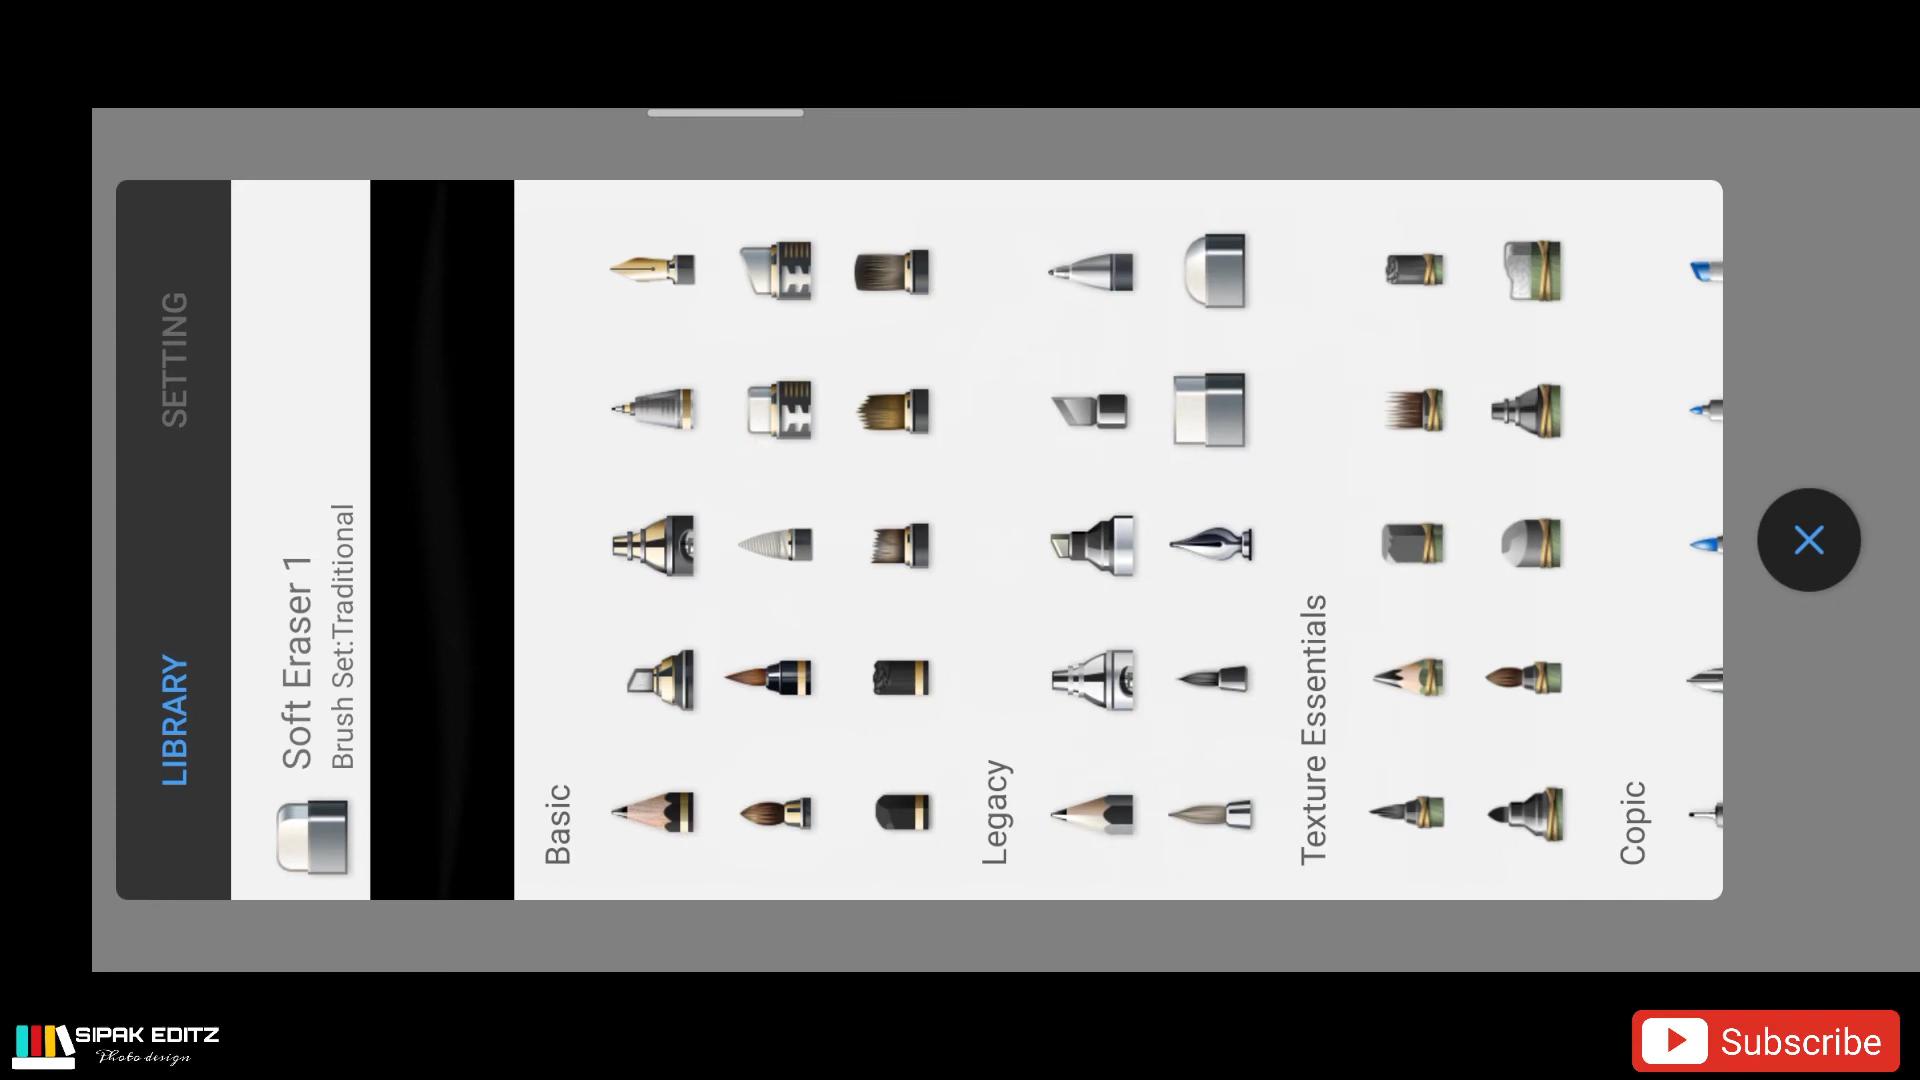 LIBRARY
SETTING
Soft Eraser 1
Brush Set:Traditional
Basic
Legacy
Texture Essentials
Copic
SIPAK EDITZ
Photo design
Subscribe